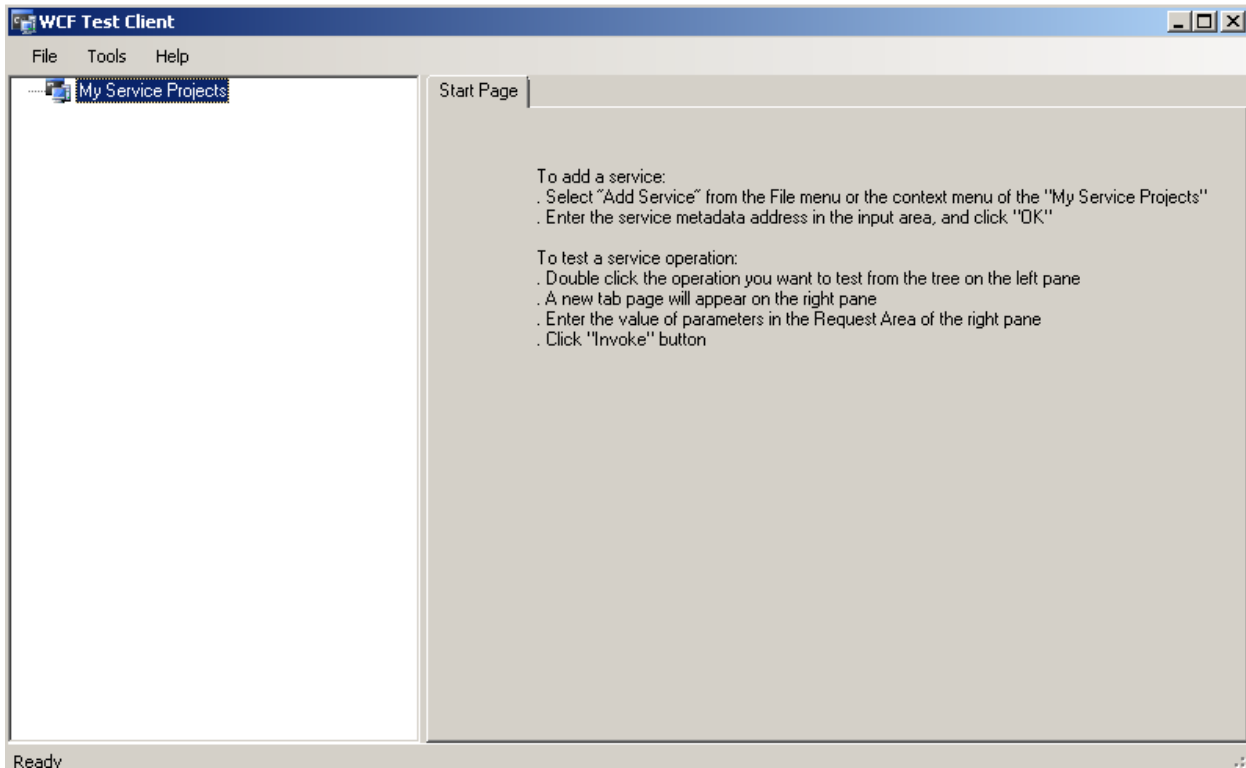 WCF Test Client
File Tools Help
My Service Projects
Start Page
To add a service:
. Select "Add Service" from the File menu or the context menu of the "My Service Projects"
. Enter the service metadata address in the input area, and click "OK"
To test a service operation:
. Double click the operation you want to test from the tree on the left pane
. A new tab page will appear on the right pane
. Enter the value of parameters in the Request Area of the right pane
. Click "Invoke" button
Ready